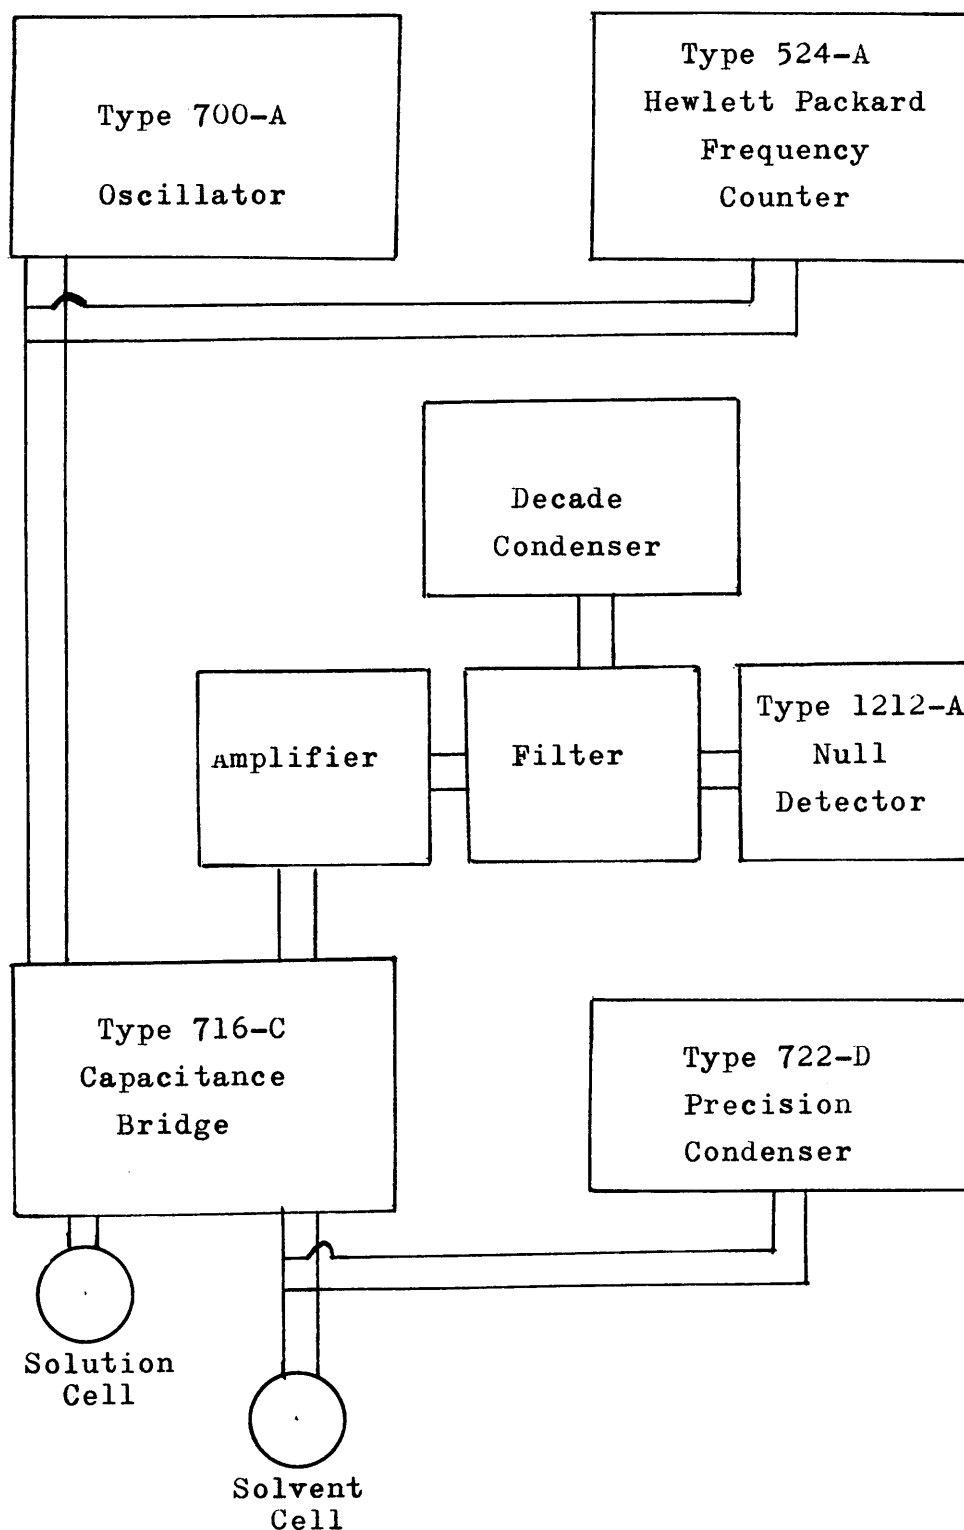 Type 700-A
Oscillator
Type 524-A
Hewlett Packard
Frequency
Counter
Decade
Condenser
Amplifier
Filter
Type 1212-A
Null
Detector
Type 716-C
Capacitance
Bridge
Type 722-D
Precision
Condenser
Solution
Cell
Solvent
Cell